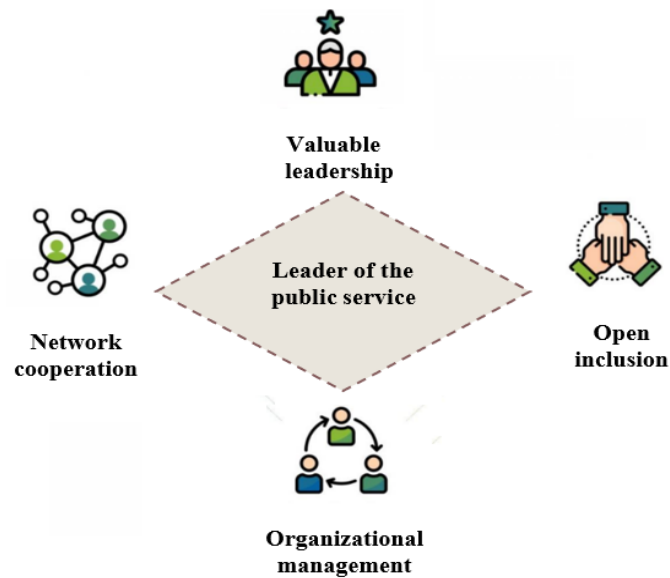 Valuable
leadership
Leader of the
public service
Network
cooperation
Open
inclusion
Organizational
management